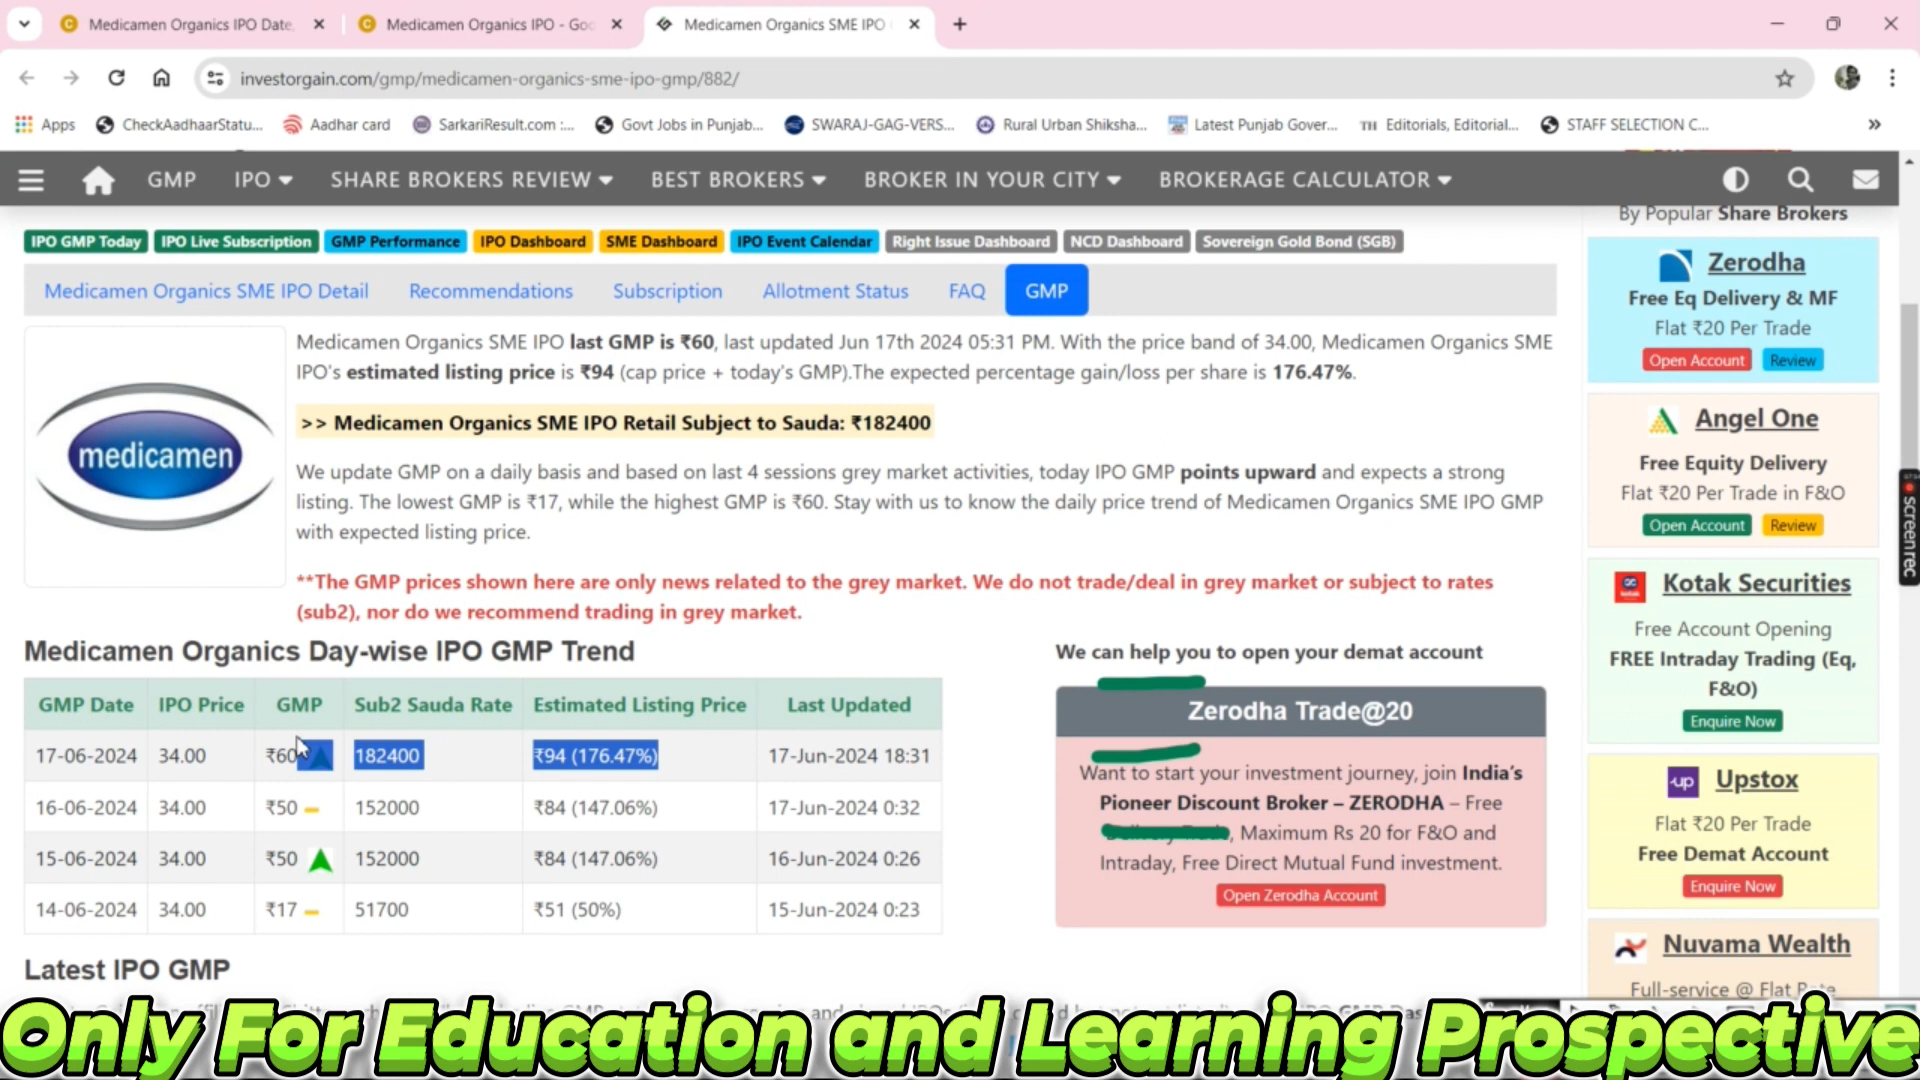 Medicamen Organics IPO Date,
Medicamen Organics IPO - Goo
Medicamen Organics SME IPO
investorgain.com/gmp/medicamen-organics-sme-ipo-gmp/882/
Apps
CheckAadhaarStatu...
Aadhar card
SarkariResult.com :...
Govt Jobs in Punjab...
SWARAJ-GAG-VERS...
Rural Urban Shiksha...
Latest Punjab Gover...
Editorials, Editorial...
STAFF SELECTION C...
GMP
IPO
SHARE BROKERS REVIEW
BEST BROKERS
BROKER IN YOUR CITY
BROKERAGE CALCULATOR
By Popular Share Brokers
IPO GMP Today
IPO Live Subscription
GMP Performance
IPO Dashboard
SME Dashboard
IPO Event Calendar
Right Issue Dashboard
NCD Dashboard
Sovereign Gold Bond (SGB)
Medicamen Organics SME IPO Detail
Recommendations
Subscription
Allotment Status
FAQ
GMP
medicamen
Medicamen Organics SME IPO last GMP is ₹60, last updated Jun 17th 2024 05:31 PM. With the price band of 34.00, Medicamen Organics SME
IPO's estimated listing price is ₹94 (cap price + today's GMP).The expected percentage gain/loss per share is 176.47%.
>> Medicamen Organics SME IPO Retail Subject to Sauda: ₹182400
We update GMP on a daily basis and based on last 4 sessions grey market activities, today IPO GMP points upward and expects a strong
listing. The lowest GMP is ₹17, while the highest GMP is ₹60. Stay with us to know the daily price trend of Medicamen Organics SME IPO GMP
with expected listing price.
**The GMP prices shown here are only news related to the grey market. We do not trade/deal in grey market or subject to rates
(sub2), nor do we recommend trading in grey market.
Medicamen Organics Day-wise IPO GMP Trend
GMP Date IPO Price GMP Sub2 Sauda Rate Estimated Listing Price Last Updated
17-06-2024 34.00 ₹60 182400 ₹94 (176.47%) 17-Jun-2024 18:31
16-06-2024 34.00 ₹50 152000 ₹84 (147.06%) 17-Jun-2024 0:32
15-06-2024 34.00 ₹50 152000 ₹84 (147.06%) 16-Jun-2024 0:26
14-06-2024 34.00 ₹17 51700 ₹51 (50%) 15-Jun-2024 0:23
Latest IPO GMP
We can help you to open your demat account
Zerodha Trade@20
Want to start your investment journey, join India's
Pioneer Discount Broker – ZERODHA – Free
, Maximum Rs 20 for F&O and
Intraday, Free Direct Mutual Fund investment.
Open Zerodha Account
Zerodha
Free Eq Delivery & MF
Flat ₹20 Per Trade
Open Account
Review
Angel One
Free Equity Delivery
Flat ₹20 Per Trade in F&O
Open Account
Review
Kotak Securities
Free Account Opening
FREE Intraday Trading (Eq,
F&O)
Enquire Now
Upstox
Flat ₹20 Per Trade
Free Demat Account
Enquire Now
Nuvama Wealth
Full-service @ Flat Rate
screenrec
Only For Education and Learning Prospective